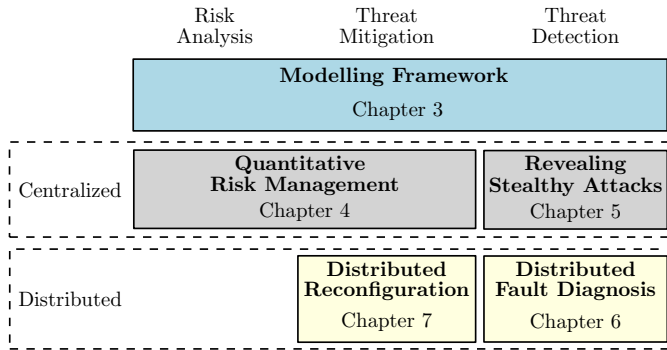 Risk
Analysis
Threat
Mitigation
Threat
Detection
Modelling Framework
Chapter 3
Centralized
Quantitative
Risk Management
Chapter 4
Revealing
Stealthy Attacks
Chapter 5
Distributed
Distributed
Reconfiguration
Chapter 7
Distributed
Fault Diagnosis
Chapter 6